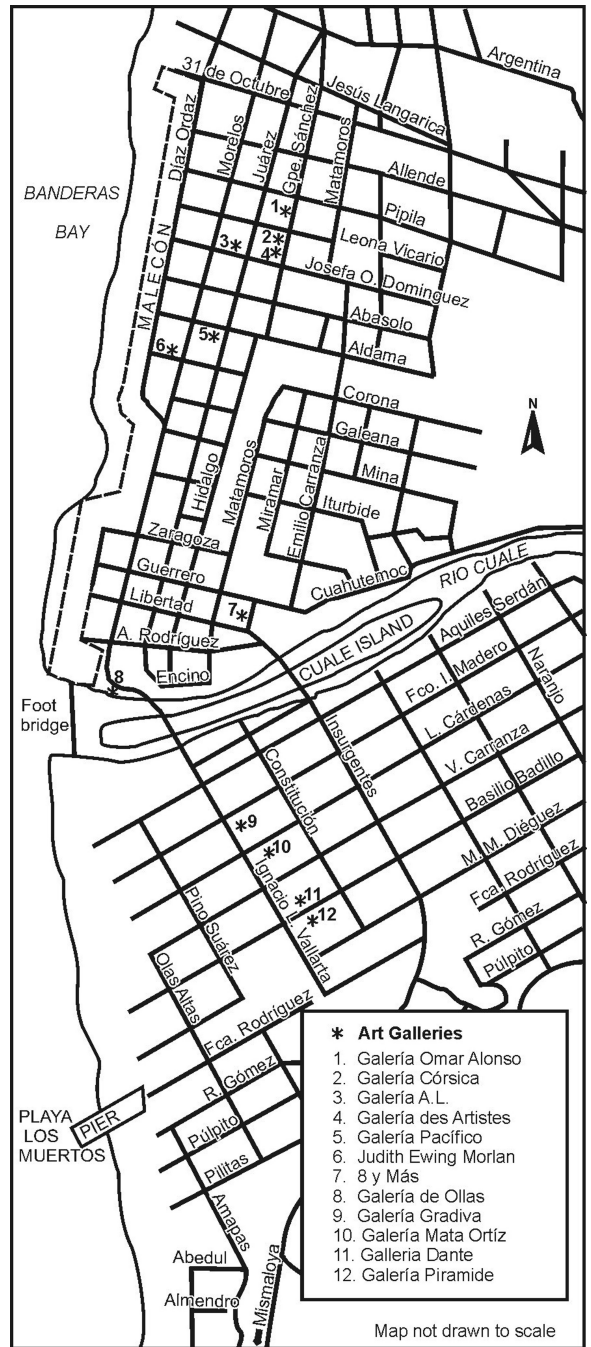 Argentina
31 de Octubre
Jesús Langarica
Díaz Ordaz
Morelos
Juárez
Gpe. Sánchez
Matamoros
Allende
BANDERAS
BAY
1
Pipila
2
3
4
Leona Vicario
Josefa O. Dominguez
MALECÓN
Abasolo
5
6
Aldama
Corona
N
Galeana
Hidalgo
Matamoros
Miramar
Emilio Carranza
Mina
Iturbide
Zaragoza
Guerrero
Cuahutemoc
RIO CUALE
Libertad
7
A. Rodríguez
CUALE ISLAND
Aquiles Serdán
8
Encino
Fco. I. Madero
Naranjo
Foot
bridge
L. Cárdenas
Insurgentes
V. Carranza
Constitución
Basilio Badillo
9
10
M. M. Diéguez
Ignacio L. Vallarta
Fca. Rodríguez
11
12
Pino Suárez
R. Gómez
Púlpito
Olas Altas
Fca. Rodríguez
R. Gómez
PLAYA
LOS
MUERTOS
PIER
Púlpito
Pilitas
Amapas
Abedul
Almendro
Mismaloya
Art Galleries
1. Galería Omar Alonso
2 Galería Córsica
3. Galería A.L.
4. Galería des Artistes
5 Galería Pacífico
6. Judith Ewing Morlan
7. 8 y Más
8. Galería de Ollas
9. Galería Gradiva
10. Galería Mata Ortíz
11. Galleria Dante
12. Galería Piramide
Map not drawn to scale